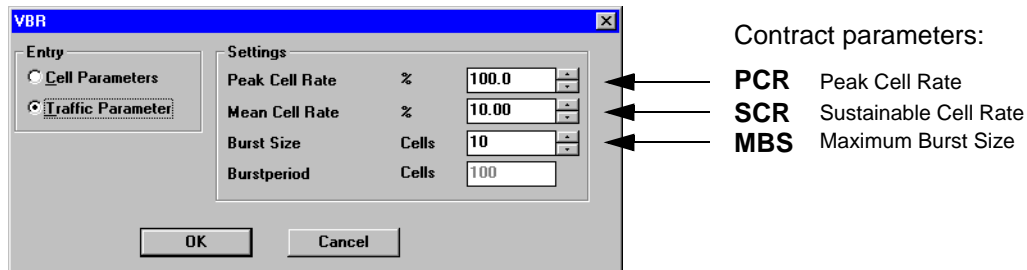 VBR
Entry
Cell Parameters
Traffic Parameter
Settings
Peak Cell Rate % 100.0
Mean Cell Rate % 10.00
Burst Size Cells 10
Burstperiod Cells 100
OK Cancel
Contract parameters:
PCR Peak Cell Rate
SCR Sustainable Cell Rate
MBS Maximum Burst Size